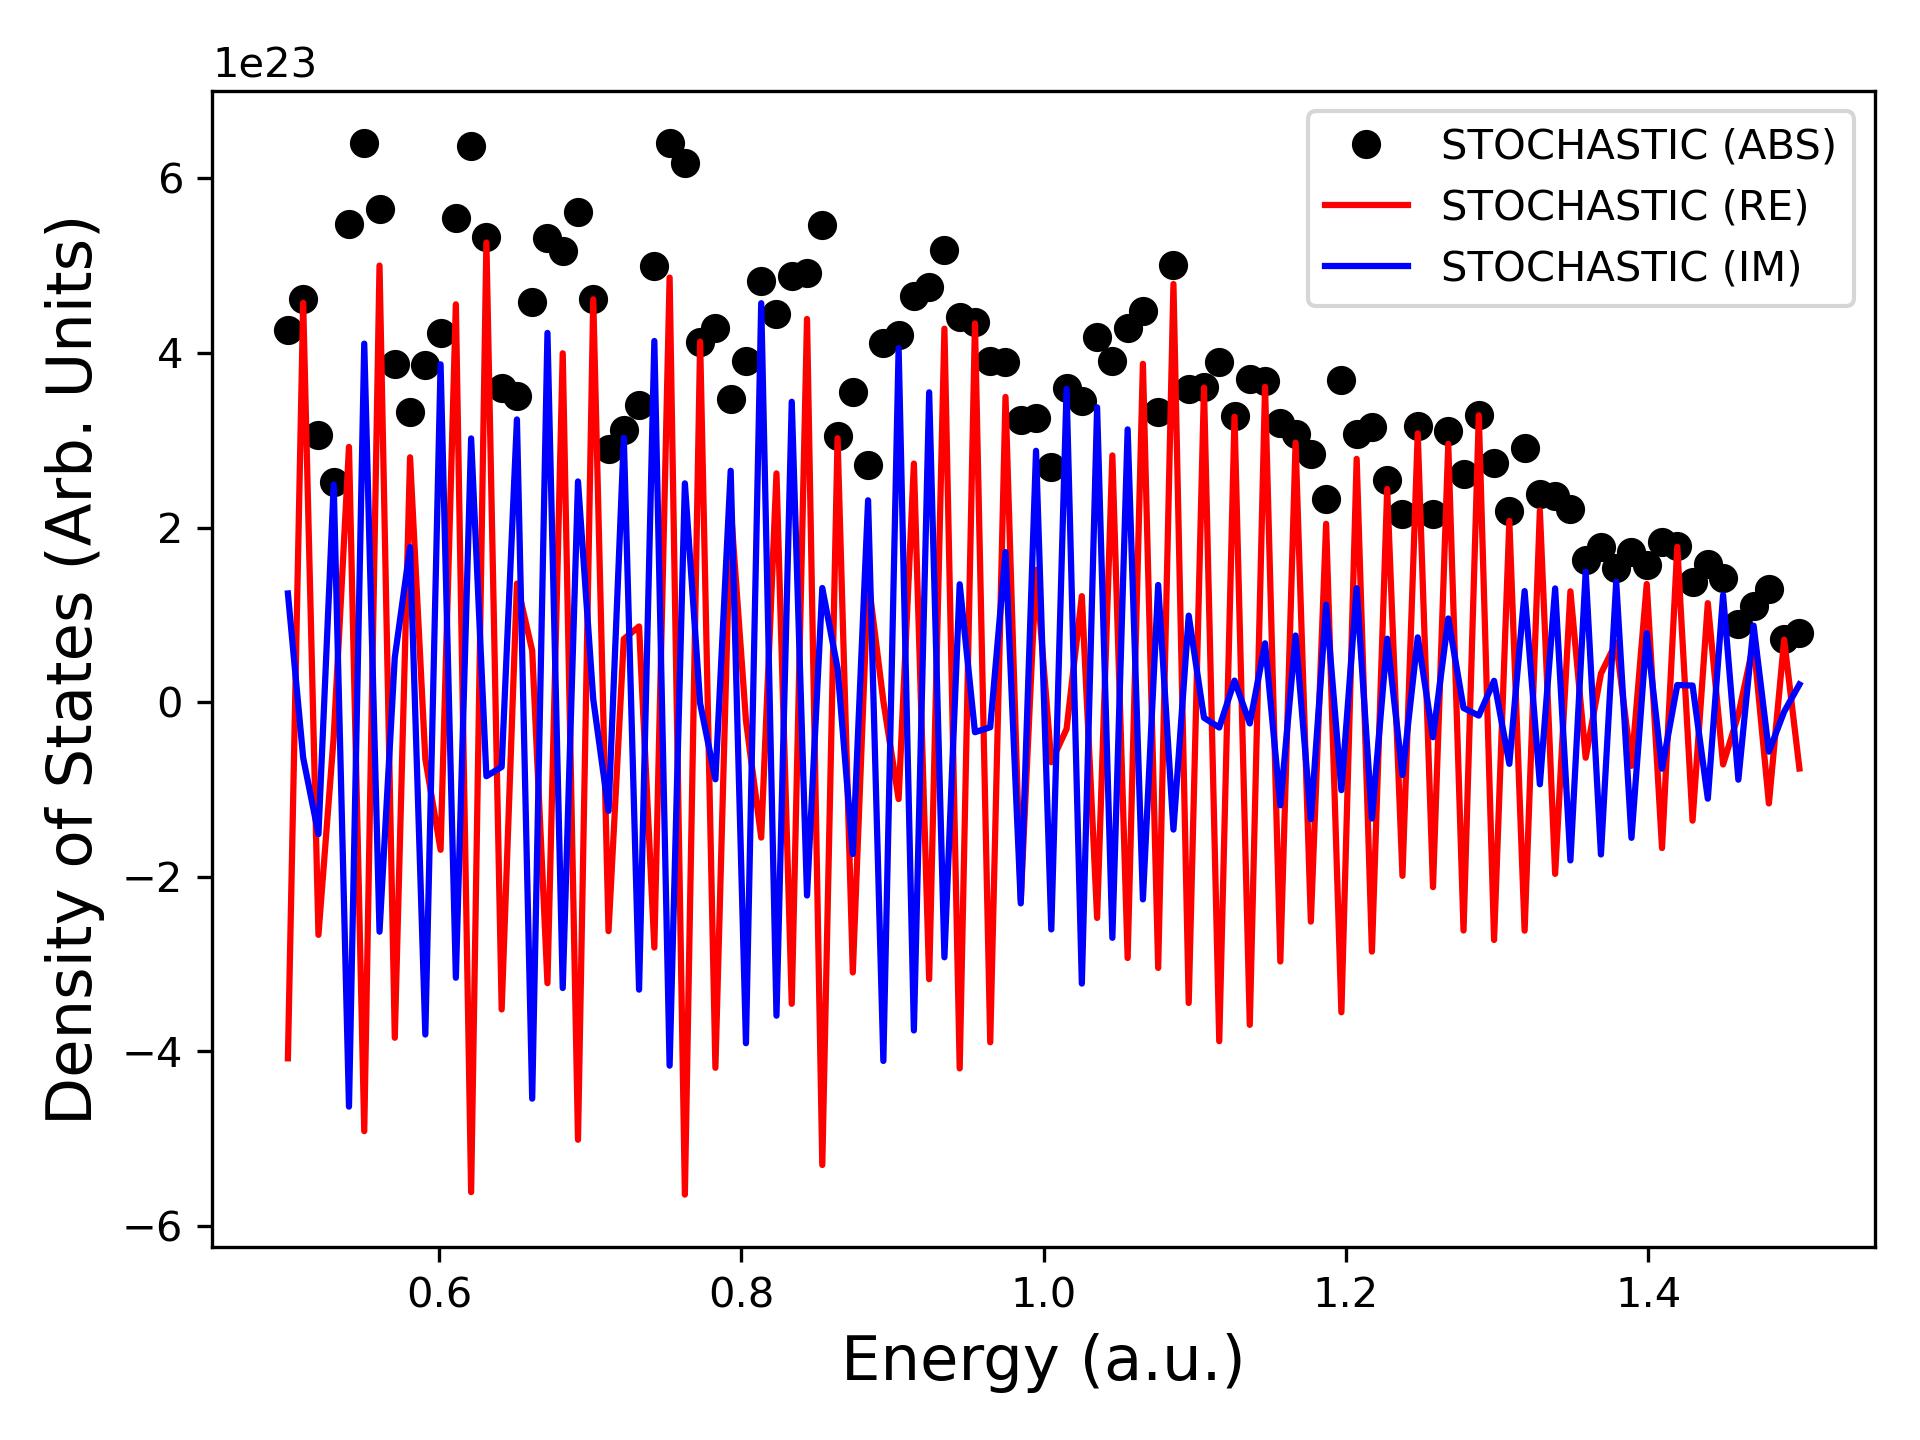 1e23
STOCHASTIC (ABS)
STOCHASTIC (RE)
STOCHASTIC (IM)
Density of States (Arb. Units)
6
4
2
0
−2
−4
−6
0.6 0.8 1.0 1.2 1.4
Energy (a.u.)